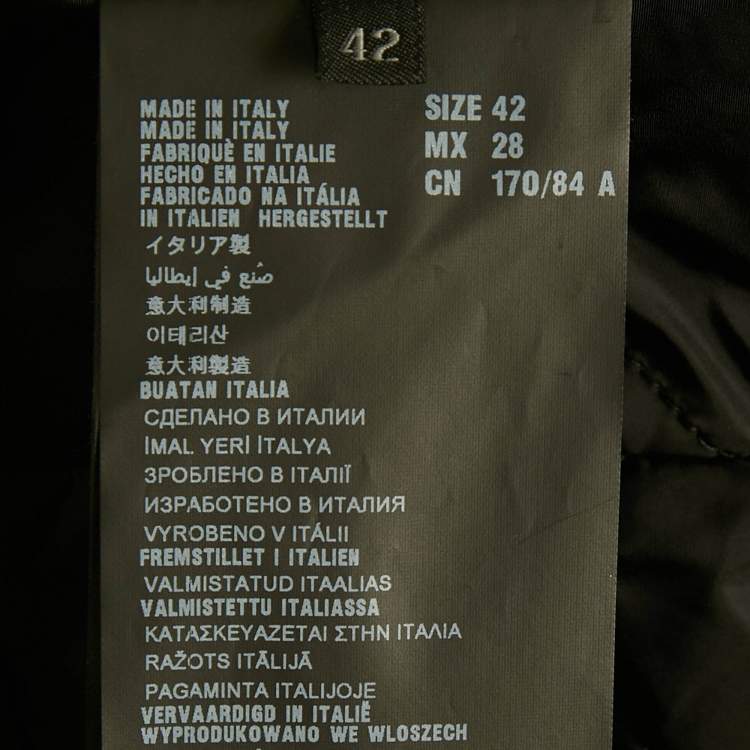 42
MADE IN ITALY
MADE IN ITALY
FABRIQUÈ EN ITALIE
HECHO EN ITALIA
FABRICADO NA ITÁLIA
IN ITALIEN HERGESTELLT
イタリア製
صُنع في إيطاليا
意大利制造
이테리산
意大利製造
BUATAN ITALIA
СДЕЛАНО В ИТАЛИИ
İMAL YERİ İTALYA
ЗРОБЛЕНО В ІТАЛІЇ
ИЗРАБОТЕНО В ИТАЛИЯ
VYROBENO V ITÁLII
FREMSTILLET I ITALIEN
VALMISTATUD ITAALIAS
VALMISTETTU ITALIASSA
ΚΑΤΑΣΚΕΥΑΖΕΤΑΙ ΣΤΗΝ ΙΤΑΛΙΑ
RAŽOTS ITĀLIJĀ
PAGAMINTA ITALIJOJE
VERVAARDIGD IN ITALIË
WYPRODUKOWANO WE WLOSZECH
SIZE 42
MX 28
CN 170/84 A